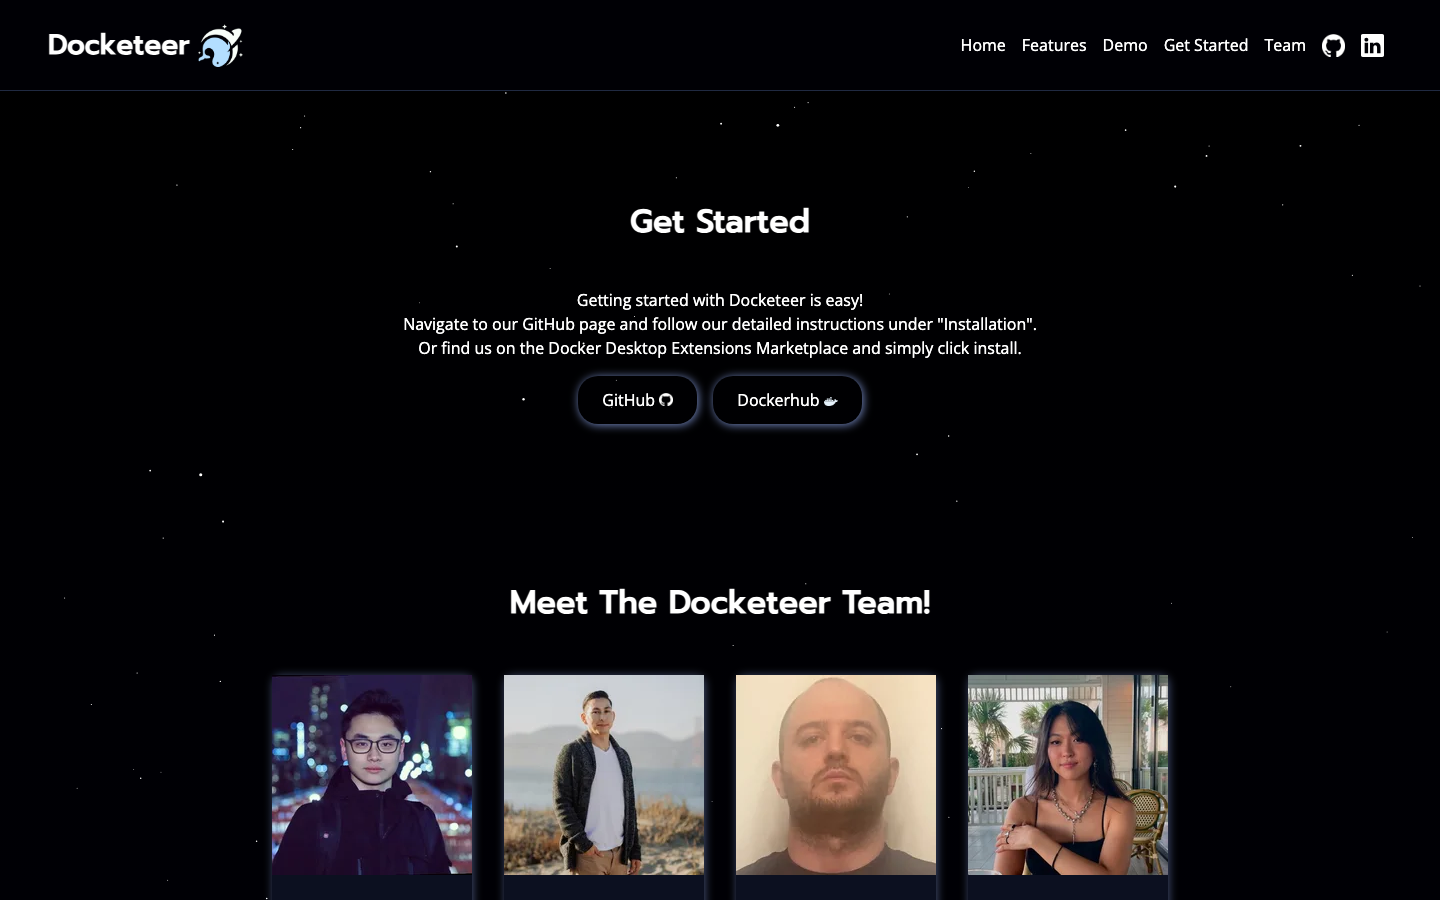 Docketeer
Home Features Demo Get Started Team
Get Started
Getting started with Docketeer is easy!
Navigate to our GitHub page and follow our detailed instructions under "Installation".
Or find us on the Docker Desktop Extensions Marketplace and simply click install.
GitHub Dockerhub
Meet The Docketeer Team!